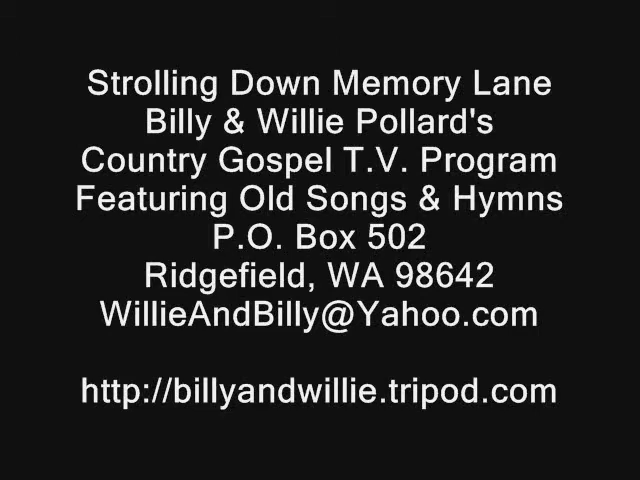 Strolling Down Memory Lane
Billy & Willie Pollard's
Country Gospel T.V. Program
Featuring Old Songs & Hymns
P.O. Box 502
Ridgefield, WA 98642
WillieAndBilly@Yahoo.com
http://billyandwillie.tripod.com